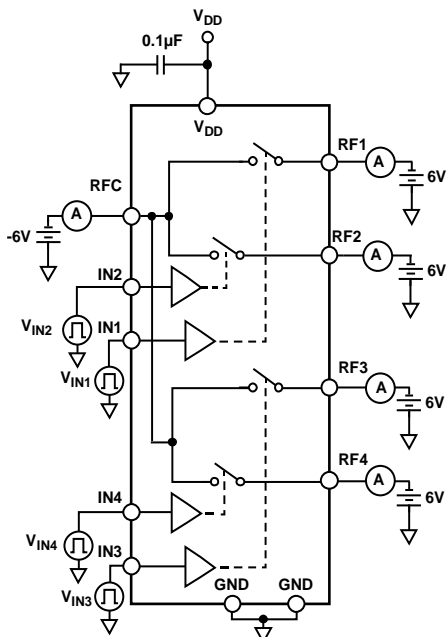 VDD
0.1µF
VDD
RF1
A
6V
RFC
A
-6V
RF2
A
6V
IN2
VIN2
IN1
VIN1
RF3
A
6V
RF4
A
6V
IN4
VIN4
IN3
VIN3
GND GND